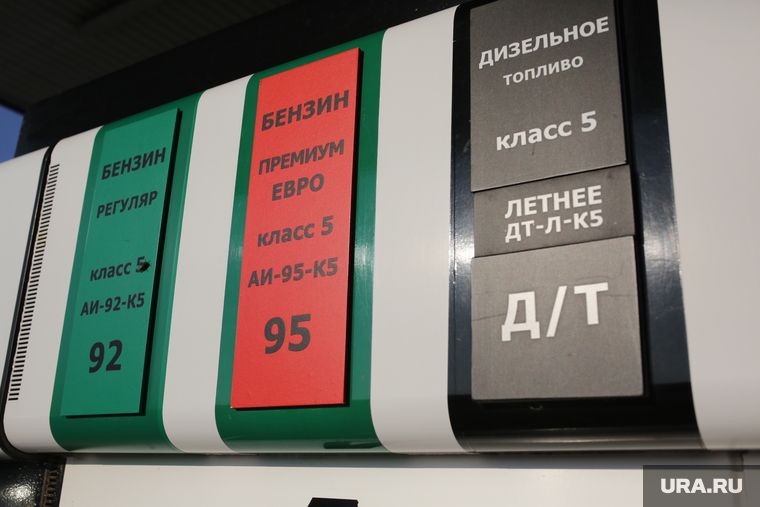 БЕНЗИН
РЕГУЛЯР
класс 5
АИ-92-К5
92
БЕНЗИН
ПРЕМИУМ
ЕВРО
класс 5
АИ-95-К5
95
ДИЗЕЛЬНОЕ
ТОПЛИВО
класс 5
ЛЕТНЕЕ
ДТ-Л-К5
Д/Т
URA.RU